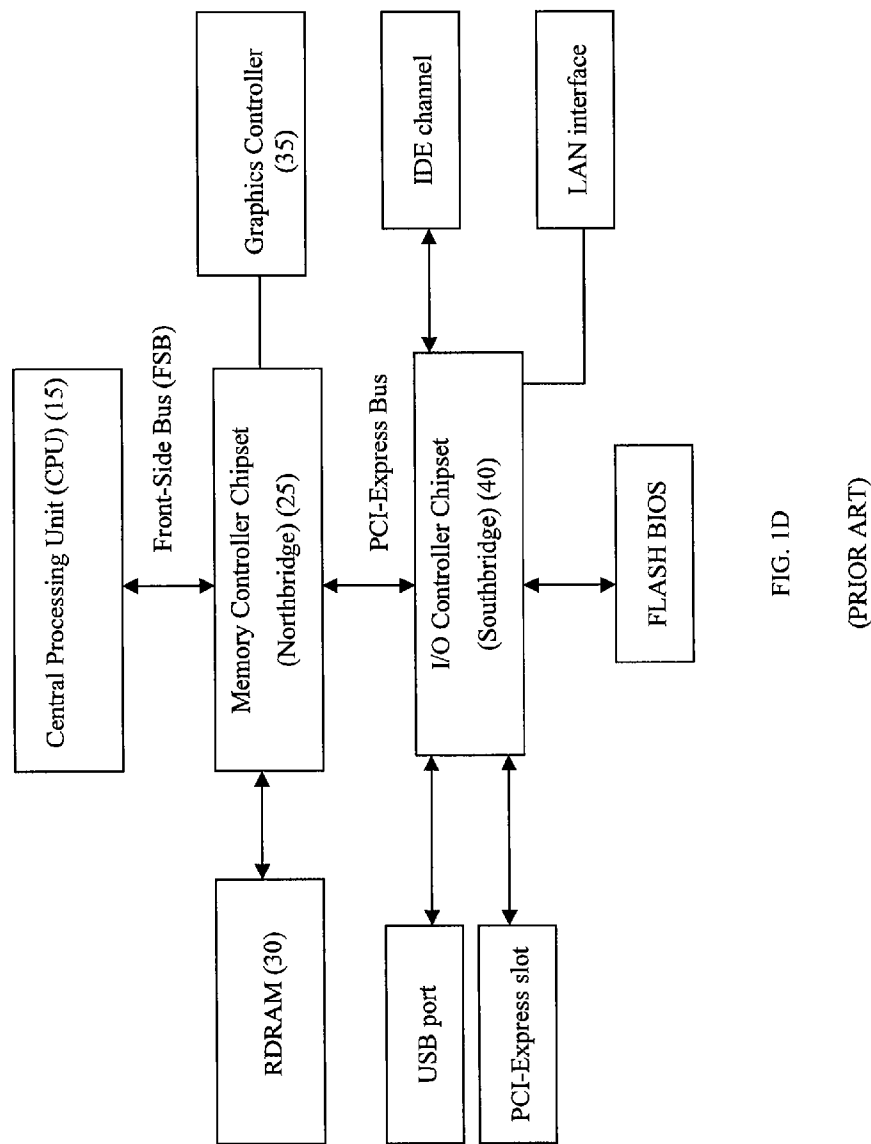 Central Processing Unit (CPU) (15)
Front-Side Bus (FSB)
RDRAM (30)
Memory Controller Chipset
(Northbridge) (25)
Graphics Controller
(35)
PCI-Express Bus
USB port
PCI-Express slot
I/O Controller Chipset
(Southbridge) (40)
IDE channel
LAN interface
FLASH BIOS
FIG. 1D
(PRIOR ART)